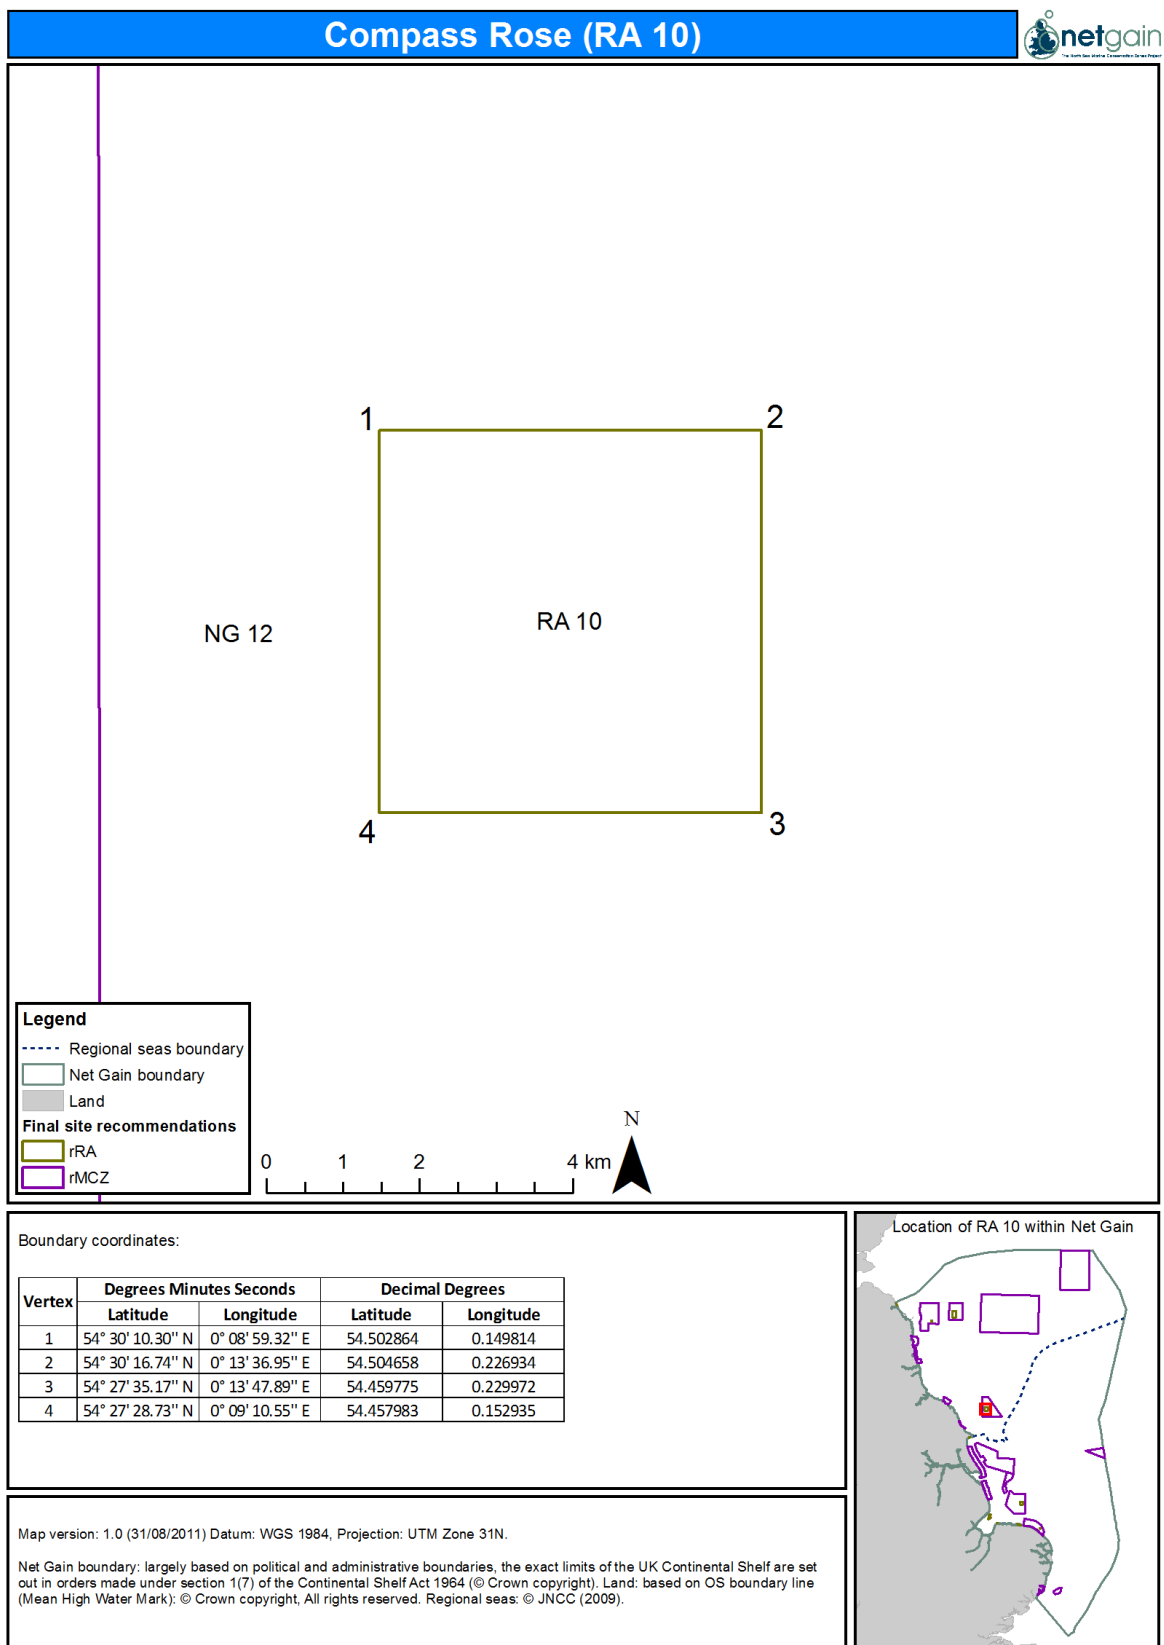 Compass Rose (RA 10)
netgain
The North Sea Marine Conservation Zones Project
1
2
RA 10
NG 12
4
3
Legend
Regional seas boundary
Net Gain boundary
Land
Final site recommendations
rRA
rMCZ
0 1 2 4 km
N
Boundary coordinates:
Vertex Degrees Minutes Seconds Decimal Degrees
Latitude Longitude Latitude Longitude
1 54° 30' 10.30'' N 0° 08' 59.32'' E 54.502864 0.149814
2 54° 30' 16.74'' N 0° 13' 36.95'' E 54.504658 0.226934
3 54° 27' 35.17'' N 0° 13' 47.89'' E 54.459775 0.229972
4 54° 27' 28.73'' N 0° 09' 10.55'' E 54.457983 0.152935
Location of RA 10 within Net Gain
Map version: 1.0 (31/08/2011) Datum: WGS 1984, Projection: UTM Zone 31N.
Net Gain boundary: largely based on political and administrative boundaries, the exact limits of the UK Continental Shelf are set
out in orders made under section 1(7) of the Continental Shelf Act 1964 (© Crown copyright). Land: based on OS boundary line
(Mean High Water Mark): © Crown copyright, All rights reserved. Regional seas: © JNCC (2009).